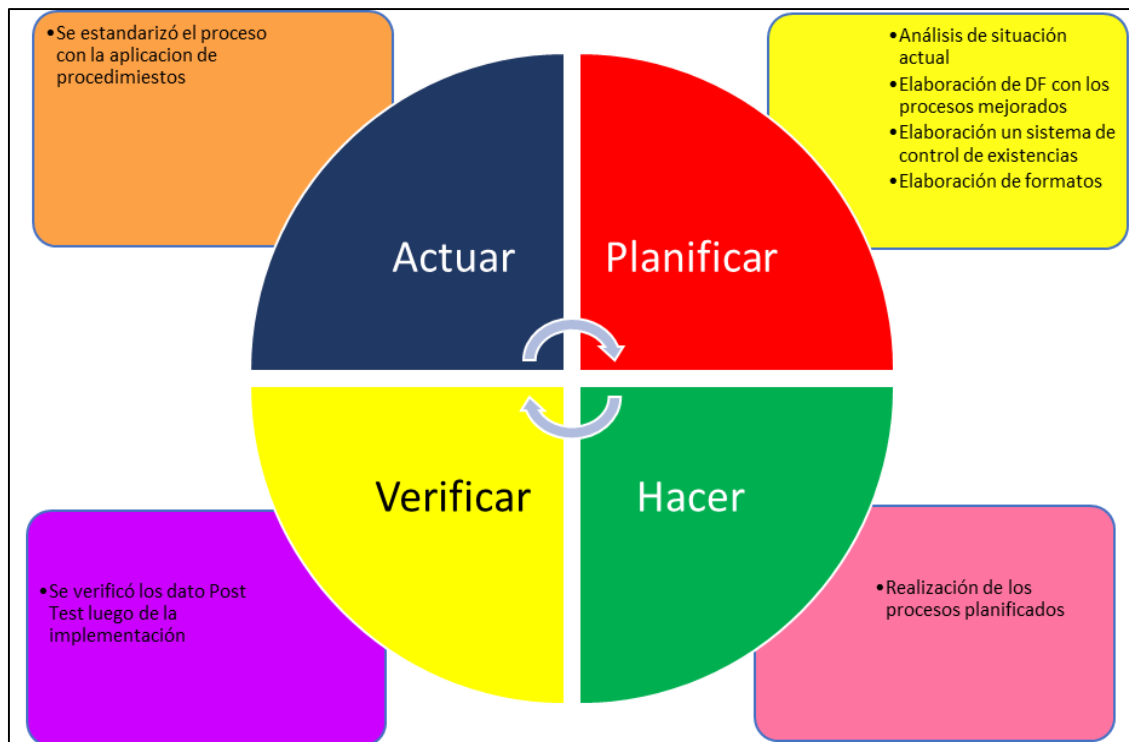 •Se estandarizó el proceso
con la aplicacion de
procedimiestos
•Análisis de situación
actual
•Elaboración de DF con los
procesos mejorados
•Elaboración un sistema de
control de existencias
•Elaboración de formatos
Actuar
Planificar
Verificar
Hacer
•Se verificó los dato Post
Test luego de la
implementación
•Realización de los
procesos planificados